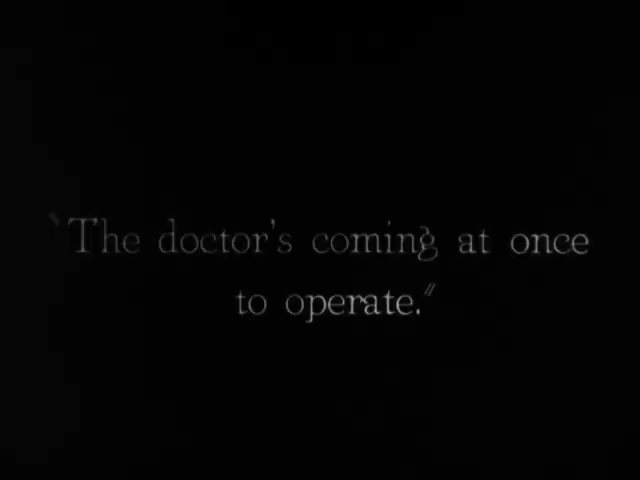 "The doctor's coming at once
to operate."